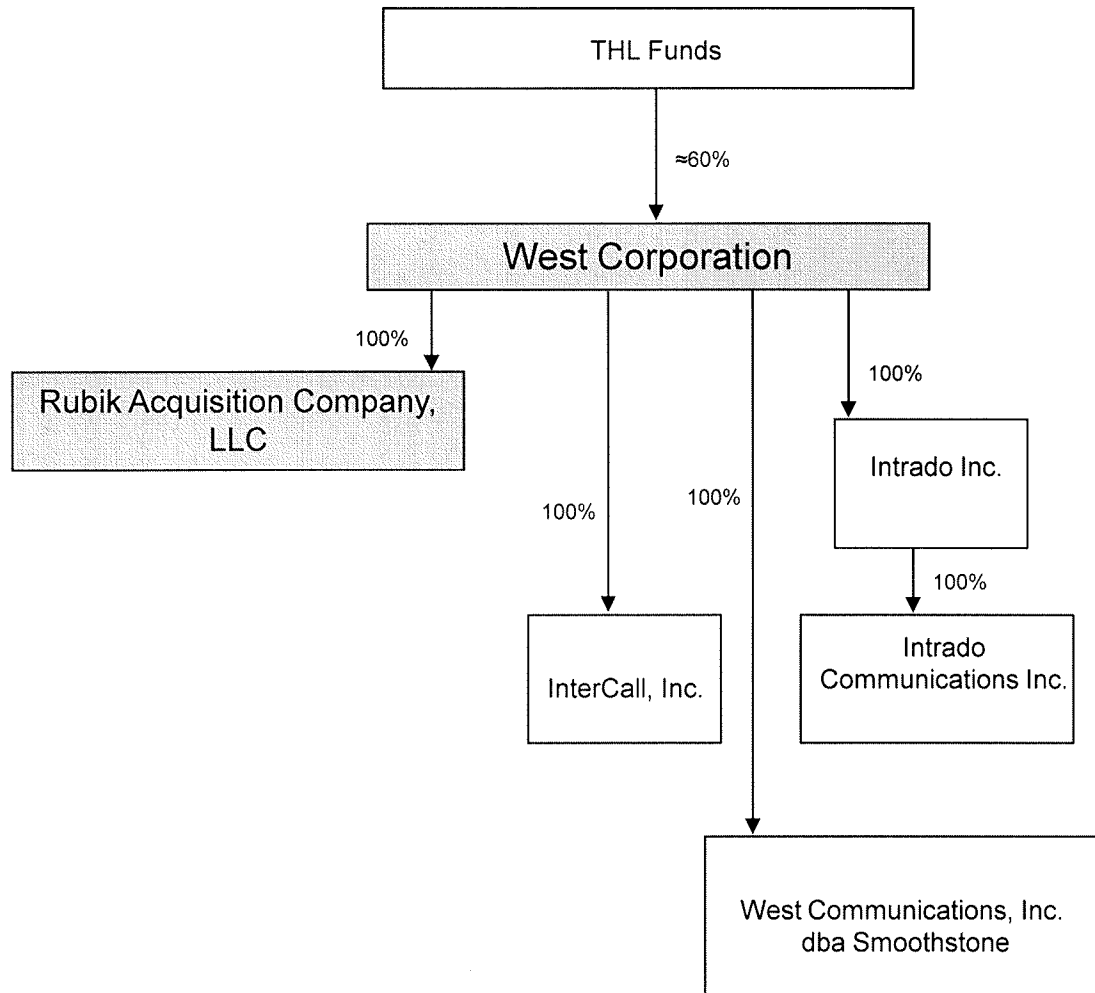 THL Funds
≈60%
West Corporation
100%
Rubik Acquisition Company,
LLC
100%
Intrado Inc.
100%
100%
100%
InterCall, Inc.
Intrado
Communications Inc.
West Communications, Inc.
dba Smoothstone